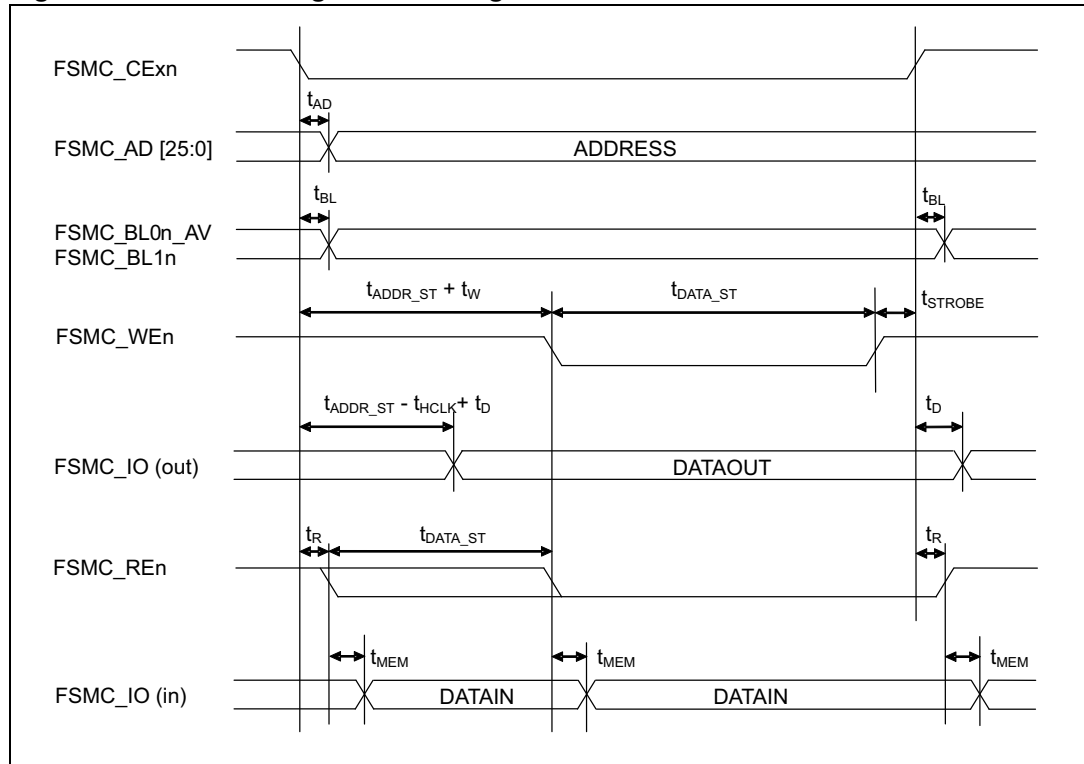 FSMC_CExn
tAD
FSMC_AD [25:0]
ADDRESS
tBL
tBL
FSMC_BL0n_AV
FSMC_BL1n
tADDR_ST + tW
tDATA_ST
tSTROBE
FSMC_WEn
tADDR_ST - tHCLK+ tD
tD
FSMC_IO (out)
DATAOUT
tR
tDATA_ST
tR
FSMC_REn
tMEM
tMEM
tMEM
FSMC_IO (in)
DATAIN
DATAIN